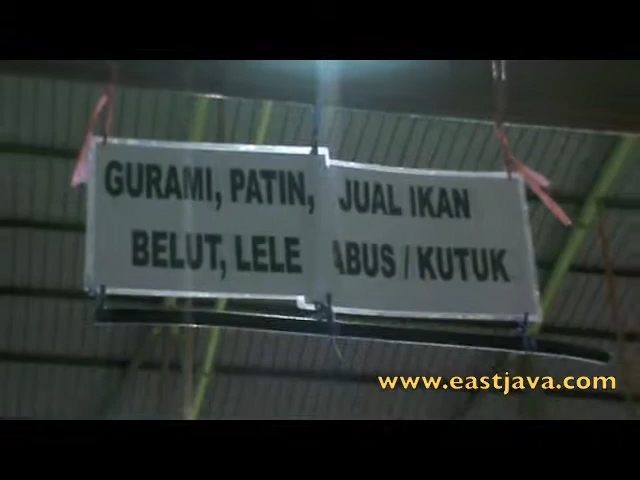 GURAMI, PATIN,
BELUT, LELE
JUAL IKAN
ABUS / KUTUK
www.eastjava.com